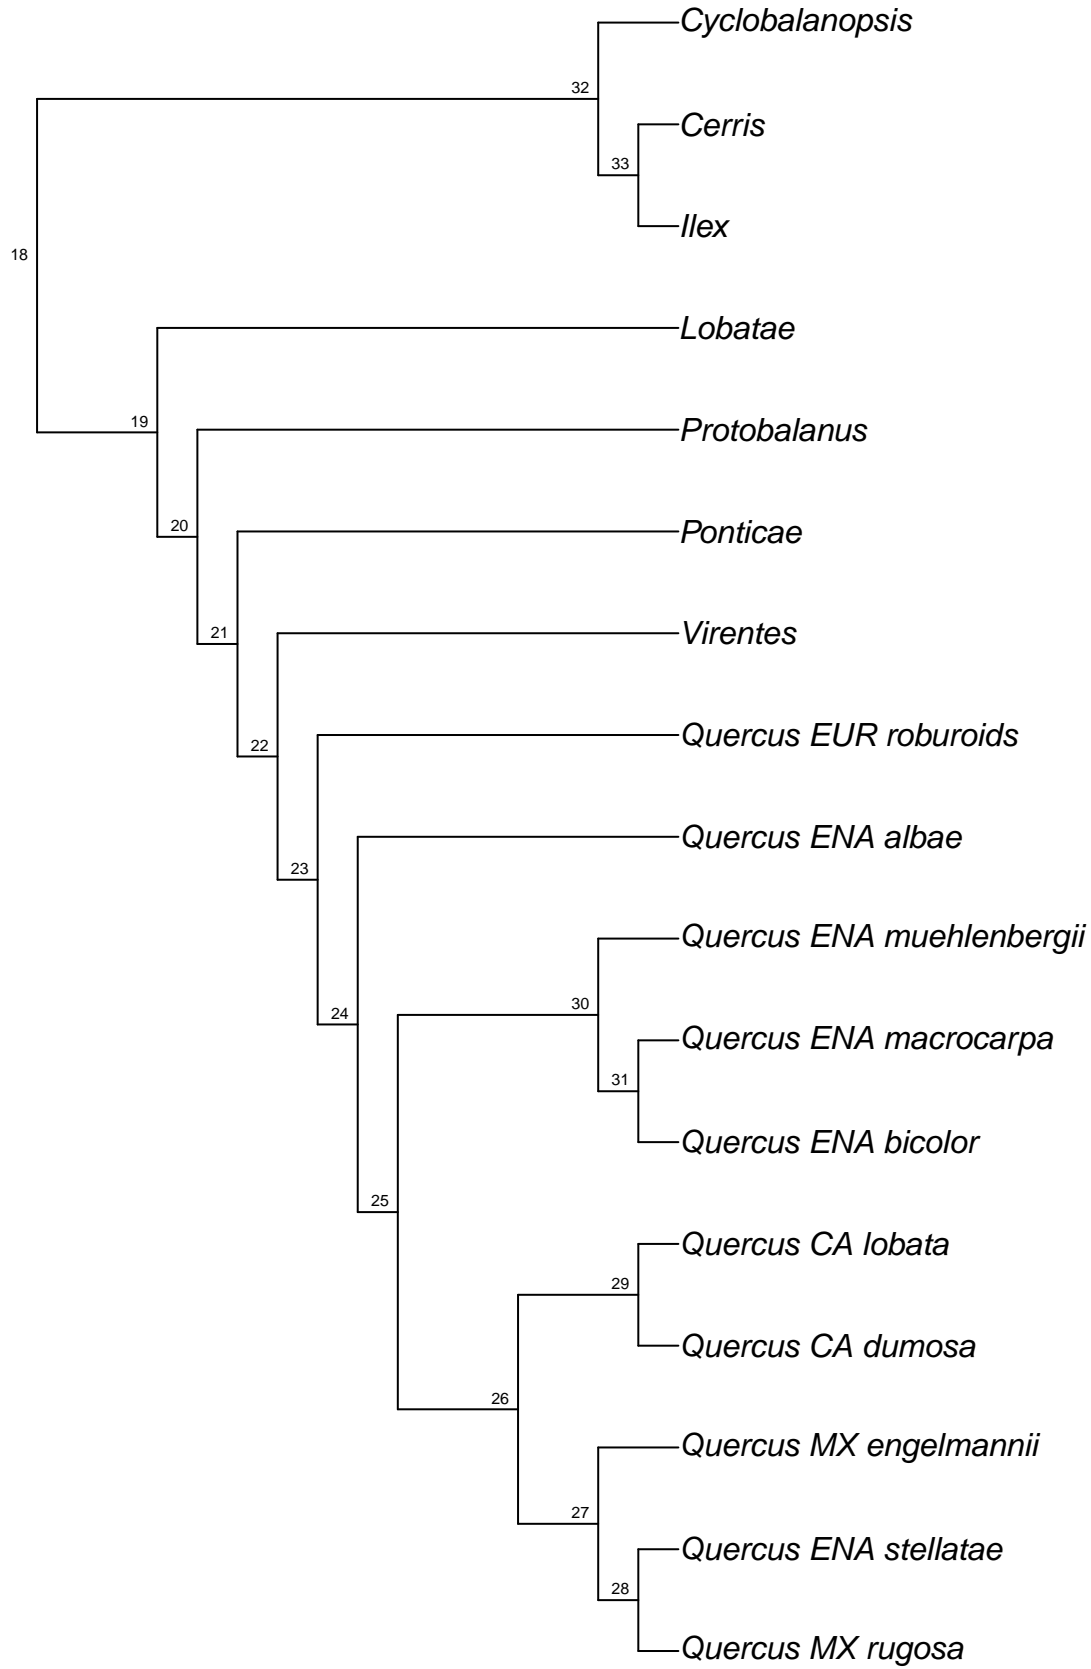 Cyclobalanopsis
32
Cerris
33
Ilex
18
Lobatae
19
Protobalanus
20
Ponticae
21
Virentes
22
Quercus EUR roburoids
23
Quercus ENA albae
24
Quercus ENA muehlenbergii
30
Quercus ENA macrocarpa
31
Quercus ENA bicolor
25
Quercus CA lobata
29
Quercus CA dumosa
26
Quercus MX engelmannii
27
Quercus ENA stellatae
28
Quercus MX rugosa